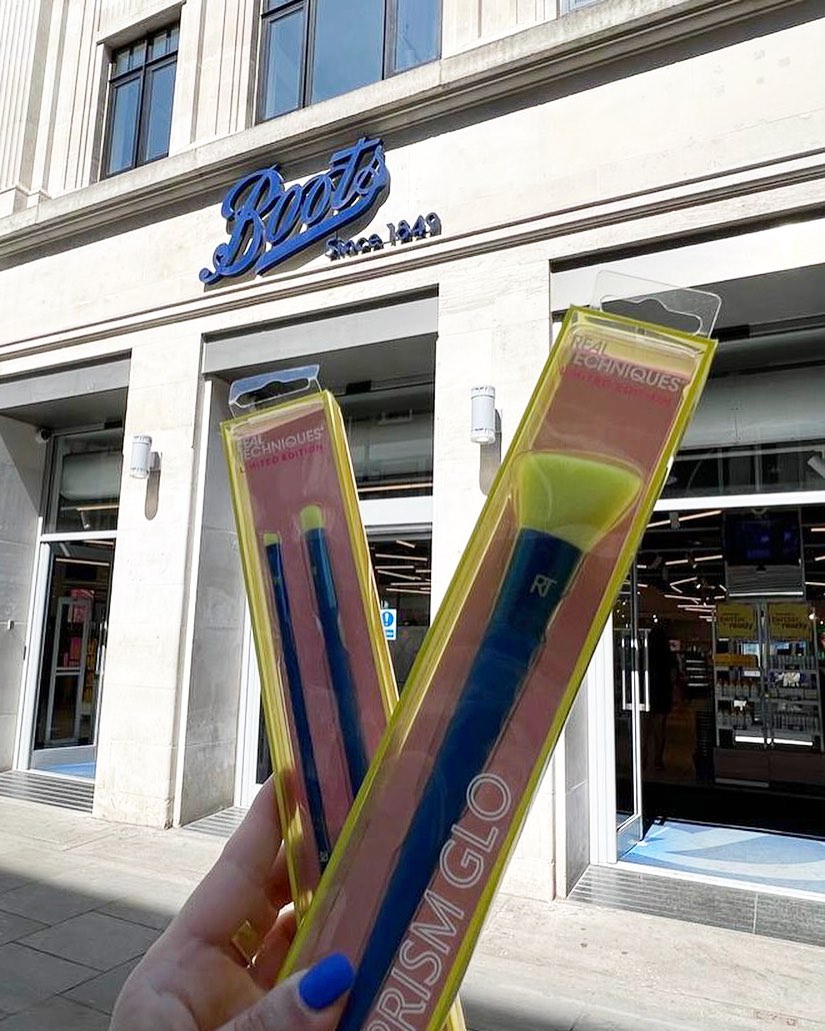 Boots
Since 1849
REAL
TECHNIQUES
LIMITED EDITION
REAL
TECHNIQUES
LIMITED EDITION
RT
PRISM GLO